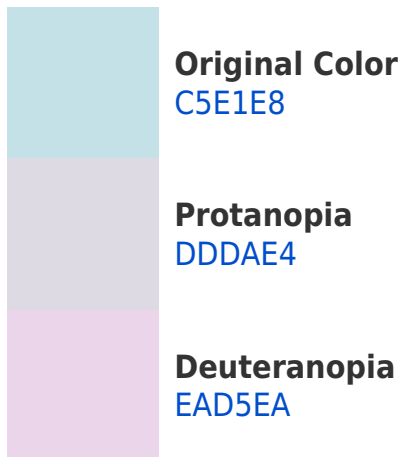 Original Color
C5E1E8
Protanopia
DDDAE4
Deuteranopia
EAD5EA